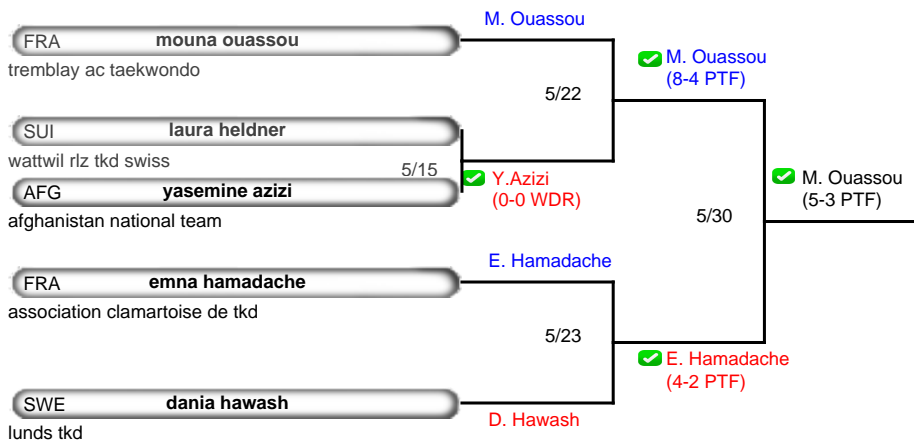 M. Ouassou
FRA mouna ouassou
tremblay ac taekwondo
M. Ouassou
(8-4 PTF)
5/22
SUI laura heldner
wattwil rlz tkd swiss
5/15
Y.Azizi
(0-0 WDR)
AFG yasemine azizi
afghanistan national team
M. Ouassou
(5-3 PTF)
5/30
E. Hamadache
FRA emna hamadache
association clamartoise de tkd
5/23
E. Hamadache
(4-2 PTF)
SWE dania hawash
D. Hawash
lunds tkd